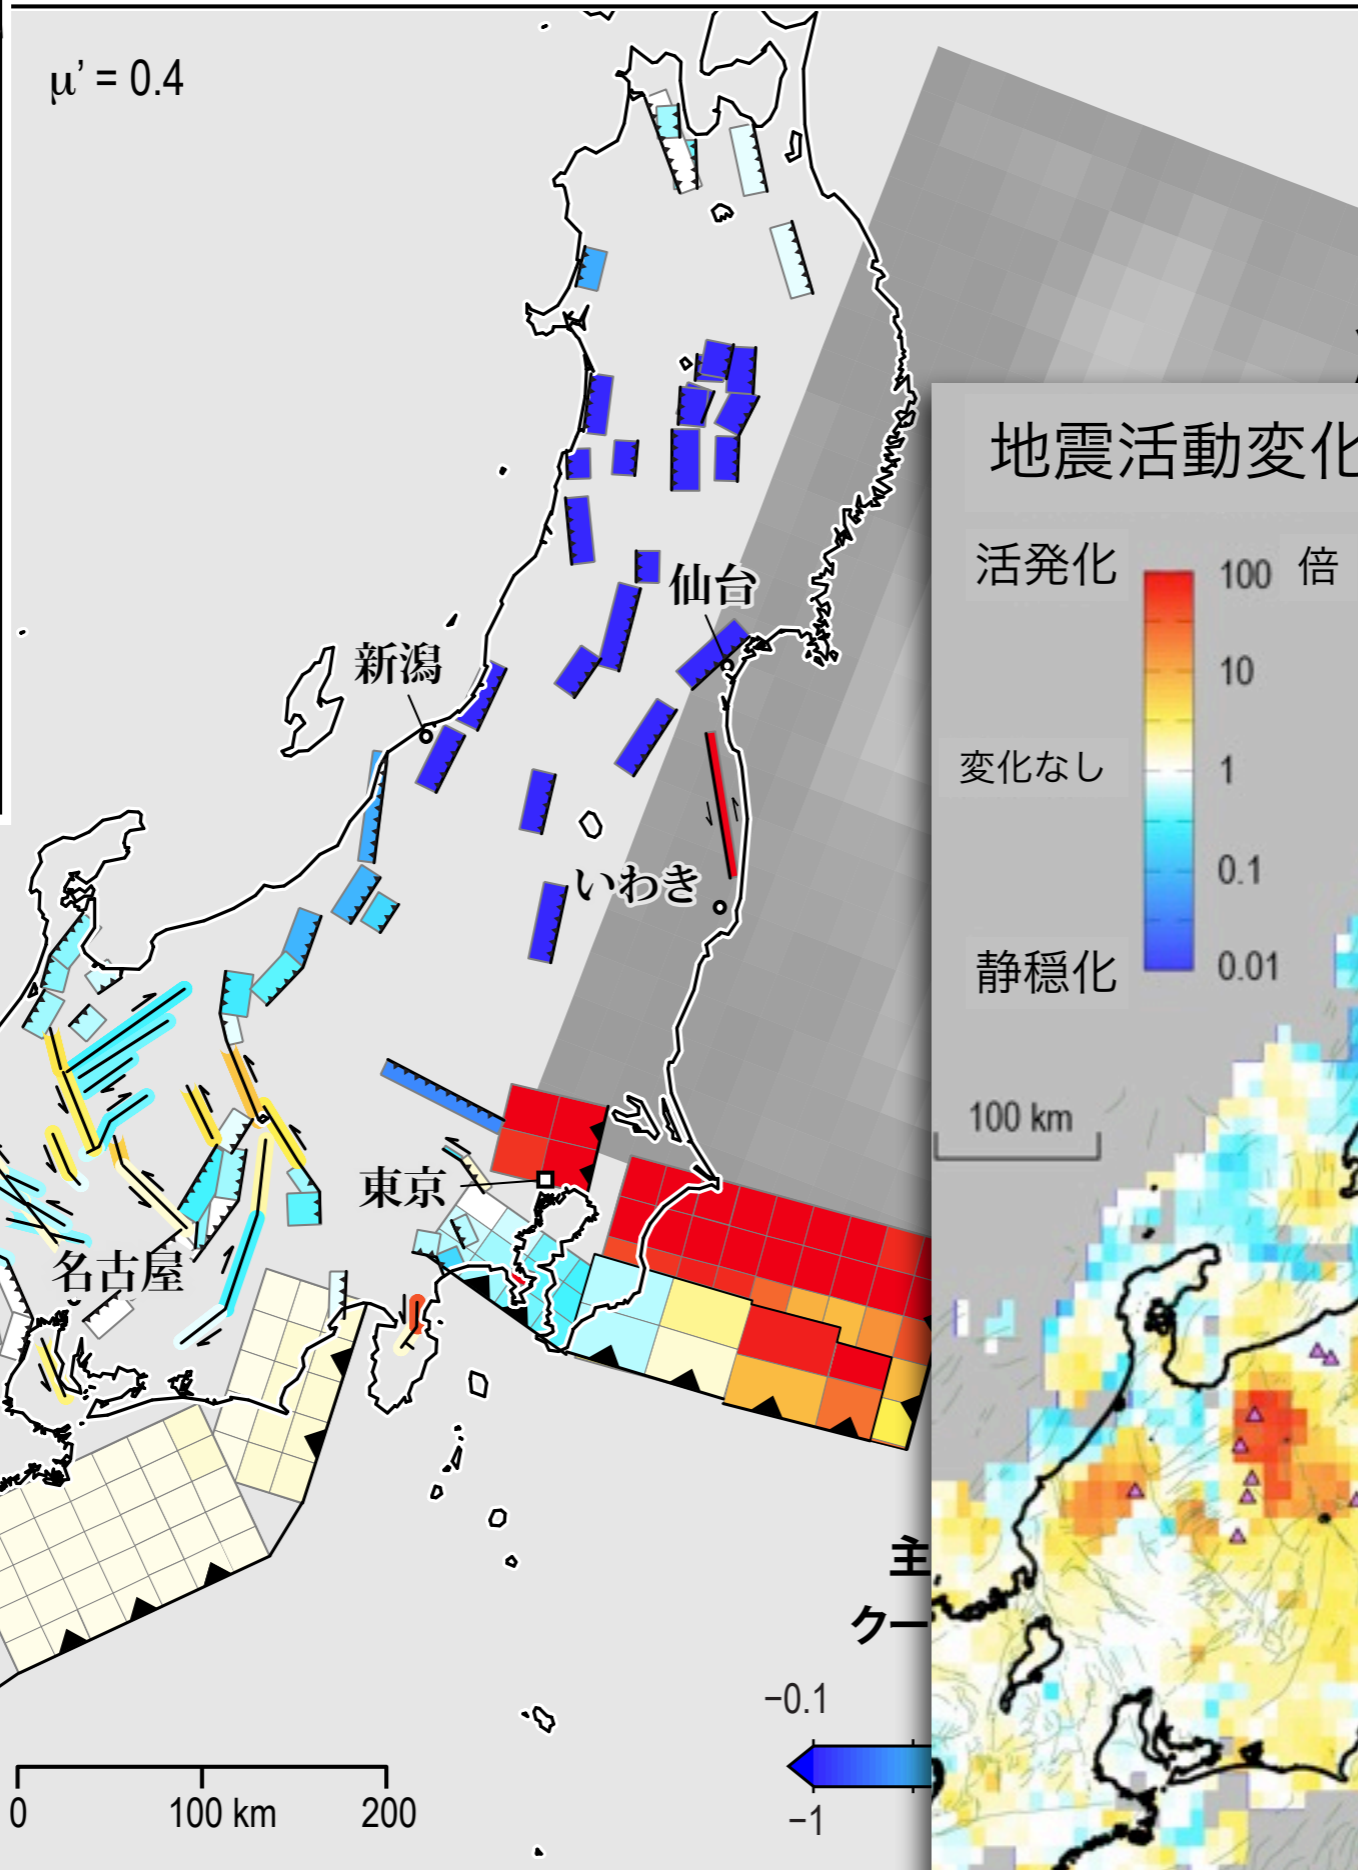 μ' = 0.4
仙台
新潟
いわき
東京
名古屋
0 100 km 200
主
クー
−0.1
−1
地震活動変化
活発化 100 倍
10
変化なし 1
0.1
静穏化 0.01
100 km